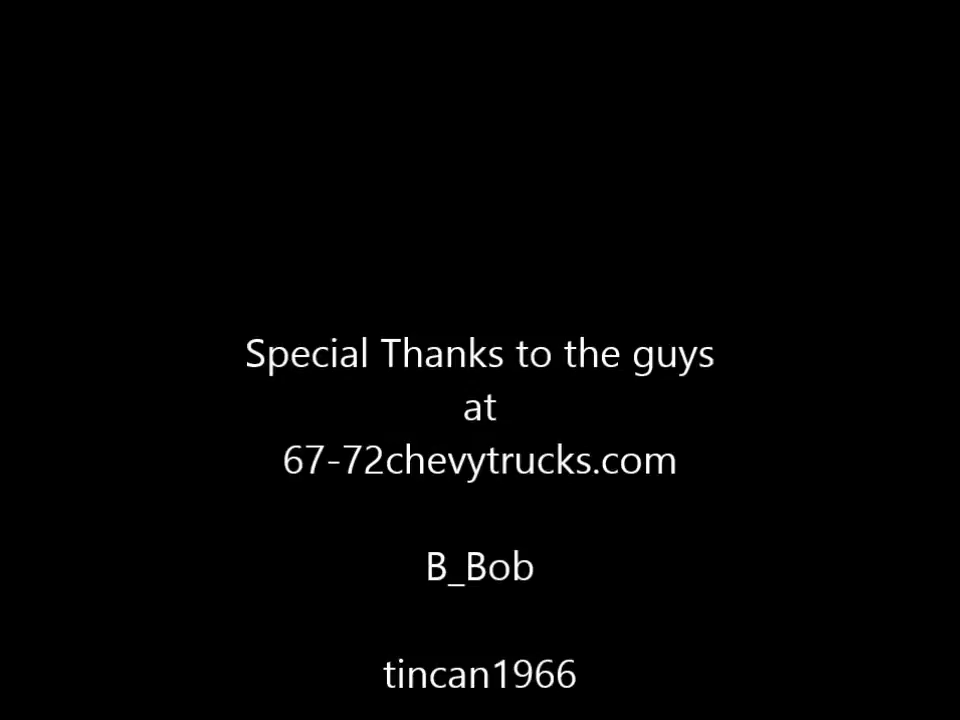 Special Thanks to the guys
at
67-72chevytrucks.com
B_Bob
tincan1966